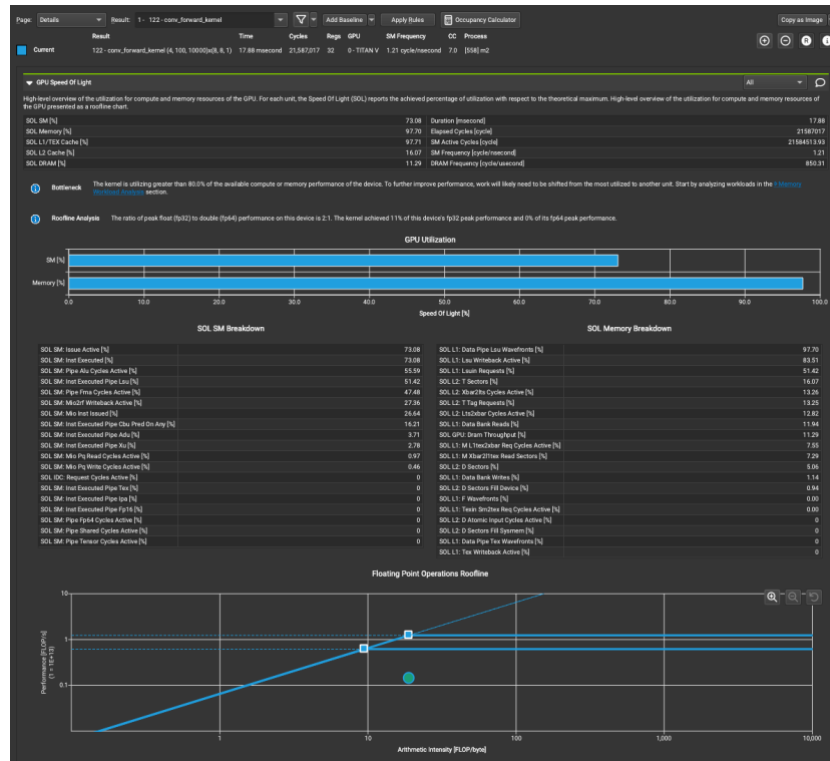 Page: Details Result: 1 - 122 - conv_forward_kernel Add Baseline Apply Rules Occupancy Calculator Copy as Image
Result Time Cycles Regs GPU SM Frequency CC Process
Current 122 - conv_forward_kernel (4, 100, 10000)x(8, 8, 1) 17.88 msecond 21,587,017 32 0 - TITAN V 1.21 cycle/nsecond 7.0 [558] m2
GPU Speed Of Light All
High-level overview of the utilization for compute and memory resources of the GPU. For each unit, the Speed Of Light (SOL) reports the achieved percentage of utilization with respect to the theoretical maximum. High-level overview of the utilization for compute and memory resources of
the GPU presented as a roofline chart.
SOL SM [%] 73.08 Duration [msecond] 17.88
SOL Memory [%] 97.70 Elapsed Cycles [cycle] 21587017
SOL L1/TEX Cache [%] 97.71 SM Active Cycles [cycle] 21584513.93
SOL L2 Cache [%] 16.07 SM Frequency [cycle/nsecond] 1.21
SOL DRAM [%] 11.29 DRAM Frequency [cycle/usecond] 850.31
Bottleneck The kernel is utilizing greater than 80.0% of the available compute or memory performance of the device. To further improve performance, work will likely need to be shifted from the most utilized to another unit. Start by analyzing workloads in the Memory
Workload Analysis section.
Roofline Analysis The ratio of peak float (fp32) to double (fp64) performance on this device is 2:1. The kernel achieved 11% of this device's fp32 peak performance and 0% of its fp64 peak performance.
GPU Utilization
SM [%]
Memory [%]
0.0 10.0 20.0 30.0 40.0 50.0 60.0 70.0 80.0 90.0 100.0
Speed Of Light [%]
SOL SM Breakdown SOL Memory Breakdown
SOL SM: Issue Active [%] 73.08 SOL L1: Data Pipe Lsu Wavefronts [%] 97.70
SOL SM: Inst Executed [%] 73.08 SOL L1: Lsu Writeback Active [%] 83.51
SOL SM: Pipe Alu Cycles Active [%] 55.59 SOL L1: Lsuin Requests [%] 51.42
SOL SM: Inst Executed Pipe Lsu [%] 51.42 SOL L2: T Sectors [%] 16.07
SOL SM: Pipe Fma Cycles Active [%] 47.48 SOL L2: Xbar2lts Cycles Active [%] 13.26
SOL SM: Mio2rf Writeback Active [%] 27.36 SOL L2: T Tag Requests [%] 13.25
SOL SM: Mio Inst Issued [%] 26.64 SOL L2: Lts2xbar Cycles Active [%] 12.82
SOL SM: Inst Executed Pipe Cbu Pred On Any [%] 16.21 SOL L1: Data Bank Reads [%] 11.94
SOL SM: Inst Executed Pipe Adu [%] 3.71 SOL GPU: Dram Throughput [%] 11.29
SOL SM: Inst Executed Pipe Xu [%] 2.78 SOL L1: M L1tex2xbar Req Cycles Active [%] 7.55
SOL SM: Mio Pq Read Cycles Active [%] 0.97 SOL L1: M Xbar2l1tex Read Sectors [%] 7.29
SOL SM: Mio Pq Write Cycles Active [%] 0.46 SOL L2: D Sectors [%] 5.06
SOL IDC: Request Cycles Active [%] 0 SOL L1: Data Bank Writes [%] 1.14
SOL SM: Inst Executed Pipe Tex [%] 0 SOL L2: D Sectors Fill Device [%] 0.94
SOL SM: Inst Executed Pipe Ipa [%] 0 SOL L1: F Wavefronts [%] 0.00
SOL SM: Inst Executed Pipe Fp16 [%] 0 SOL L1: Texin Sm2tex Req Cycles Active [%] 0.00
SOL SM: Pipe Fp64 Cycles Active [%] 0 SOL L2: D Atomic Input Cycles Active [%] 0
SOL SM: Pipe Shared Cycles Active [%] 0 SOL L2: D Sectors Fill Sysmem [%] 0
SOL SM: Pipe Tensor Cycles Active [%] 0 SOL L1: Data Pipe Tex Wavefronts [%] 0
SOL L1: Tex Writeback Active [%] 0
Floating Point Operations Roofline
10
1
0.1
Performance [FLOP/s]
(1 = 1E+13)
1 10 100 1,000 10,000
Arithmetic Intensity [FLOP/byte]